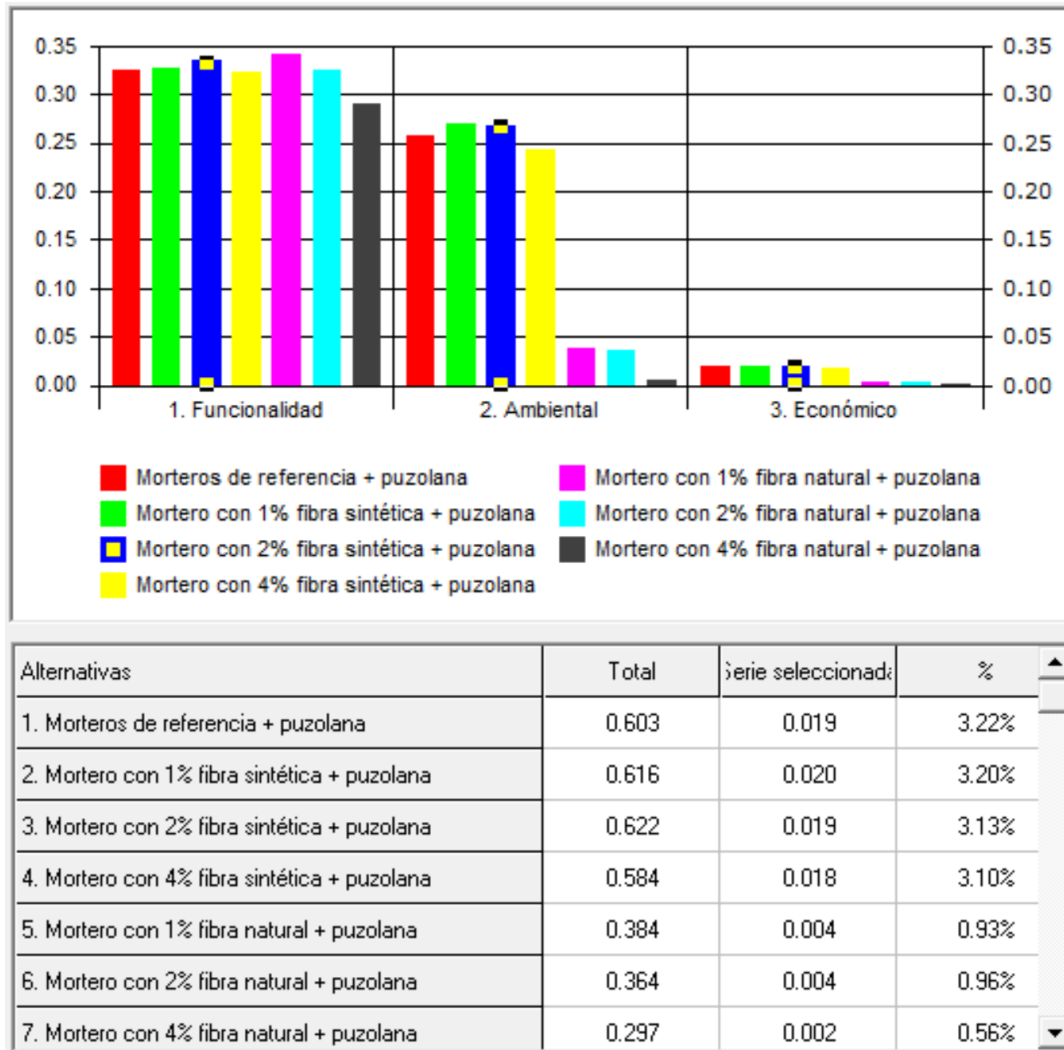 0.35 0.35
0.30 0.30
0.25 0.25
0.20 0.20
0.15 0.15
0.10 0.10
0.05 0.05
0.00 0.00
1. Funcionalidad 2. Ambiental 3. Económico
Morteros de referencia + puzolana Mortero con 1% fibra natural + puzolana
Mortero con 1% fibra sintética + puzolana Mortero con 2% fibra natural + puzolana
Mortero con 2% fibra sintética + puzolana Mortero con 4% fibra natural + puzolana
Mortero con 4% fibra sintética + puzolana
Alternativas Total Serie seleccionada %
1. Morteros de referencia + puzolana 0.603 0.019 3.22%
2. Mortero con 1% fibra sintética + puzolana 0.616 0.020 3.20%
3. Mortero con 2% fibra sintética + puzolana 0.622 0.019 3.13%
4. Mortero con 4% fibra sintética + puzolana 0.584 0.018 3.10%
5. Mortero con 1% fibra natural + puzolana 0.384 0.004 0.93%
6. Mortero con 2% fibra natural + puzolana 0.364 0.004 0.96%
7. Mortero con 4% fibra natural + puzolana 0.297 0.002 0.56%